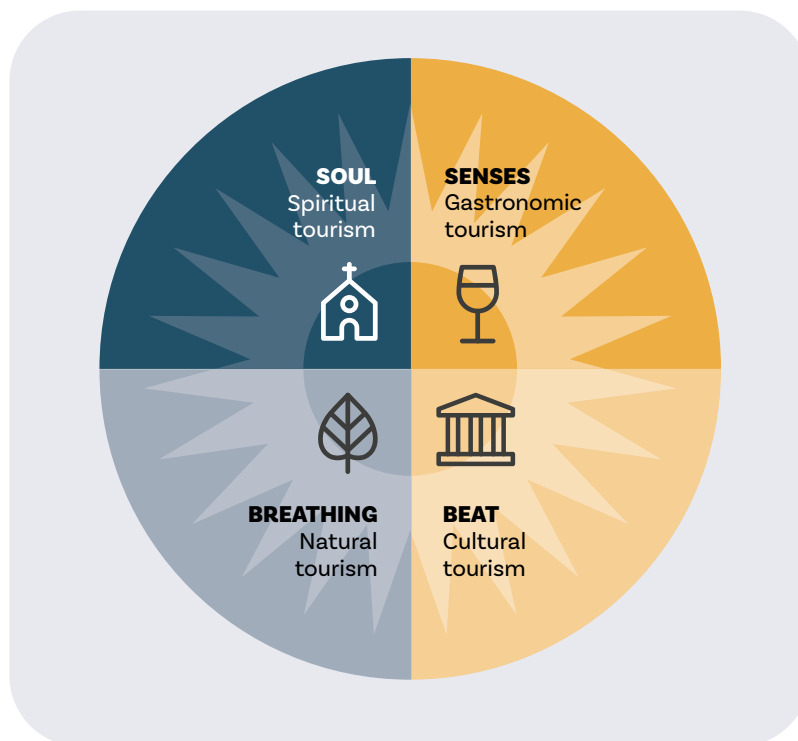 SOUL
Spiritual
tourism
SENSES
Gastronomic
tourism
BREATHING
Natural
tourism
BEAT
Cultural
tourism